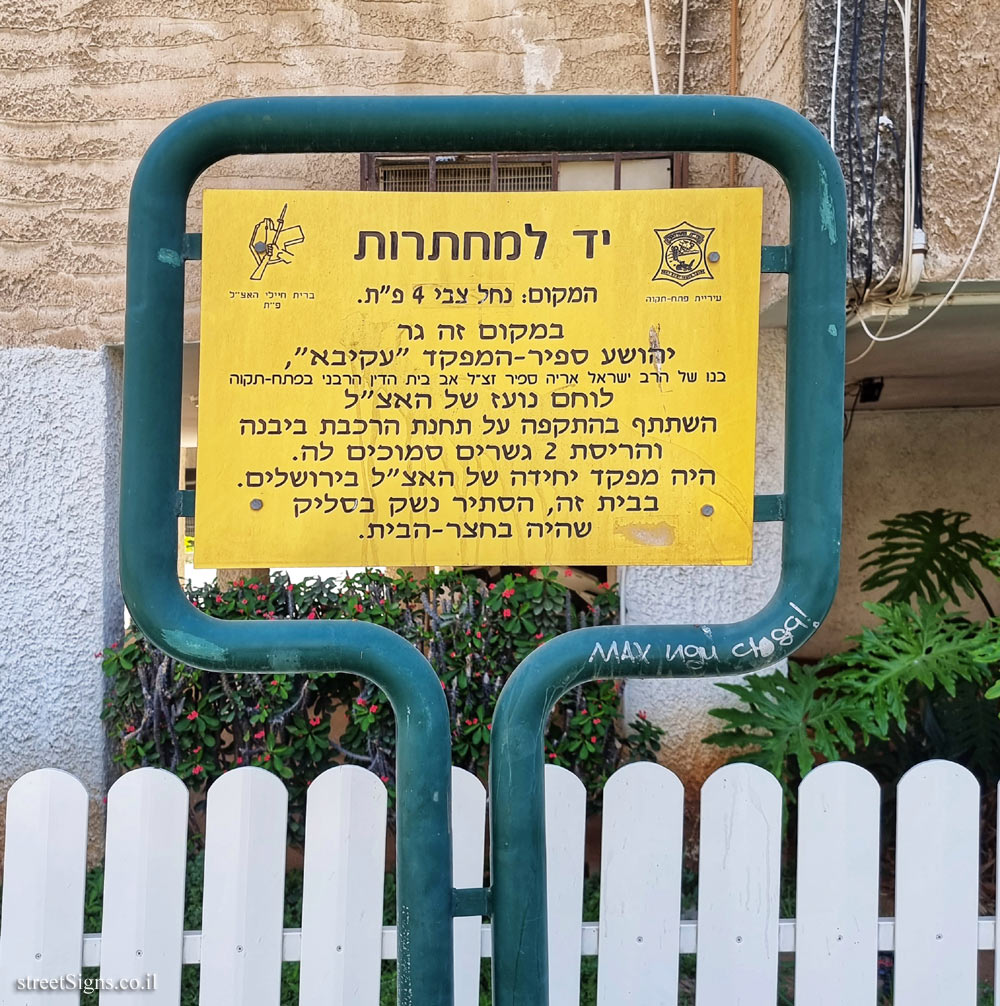 יד למחתרות
עיריית פתח-תקוה
ברית חיילי האצ"ל
פ"ת
המקום: נחל צבי 4 פ"ת.
במקום זה גר
יהושע ספיר-המפקד "עקיבא",
בנו של הרב ישראל אריה ספיר זצ"ל אב בית הדין הרבני בפתח-תקוה
לוחם נועז של האצ"ל
השתתף בהתקפה על תחנת הרכבת ביבנה
והריסת 2 גשרים סמוכים לה.
היה מפקד יחידה של האצ"ל בירושלים.
בבית זה, הסתיר נשק בסליק
שהיה בחצר-הבית.
MAX
streetSigns.co.il